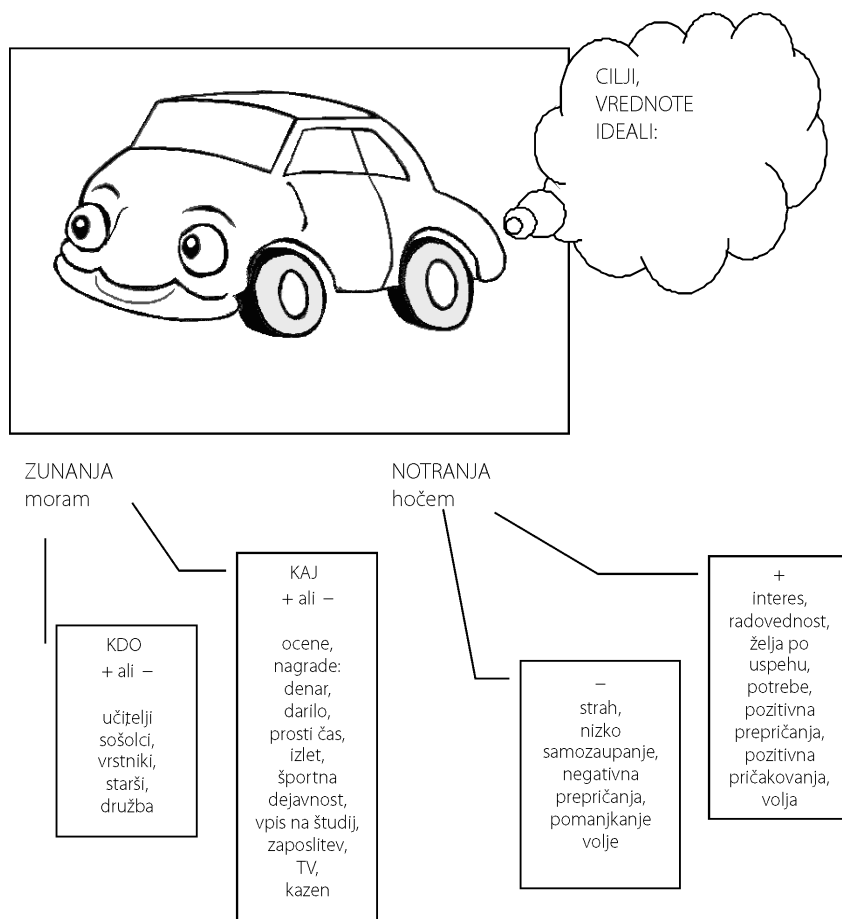 CILJI,
VREDNOTE
IDEALI:
ZUNANJA
moram
NOTRANJA
hočem
KDO
+ ali –
učitelji
sošolci,
vrstniki,
starši,
družba
KAJ
+ ali –
ocene,
nagrade:
denar,
darilo,
prosti čas,
izlet,
športna
dejavnost,
vpis na študij,
zaposlitev,
TV,
kazen
–
strah,
nizko
samozaupanje,
negativna
prepričanja,
pomanjkanje
volje
+
interes,
radovednost,
želja po
uspehu,
potrebe,
pozitivna
prepričanja,
pozitivna
pričakovanja,
volja